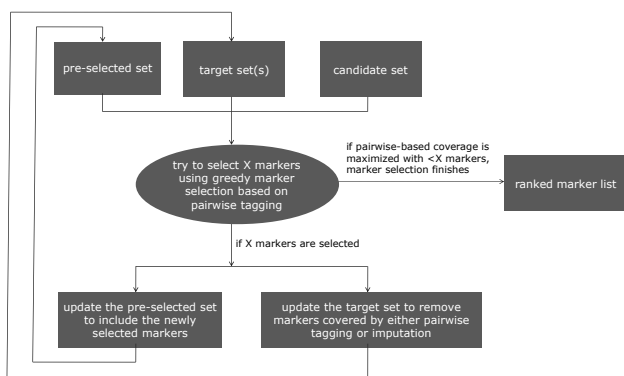 pre-selected set
target set(s)
candidate set
try to select X markers
using greedy marker
selection based on
pairwise tagging
if pairwise-based coverage is
maximized with <X markers,
marker selection finishes
ranked marker list
if X markers are selected
update the pre-selected set
to include the newly
selected markers
update the target set to remove
markers covered by either pairwise
tagging or imputation